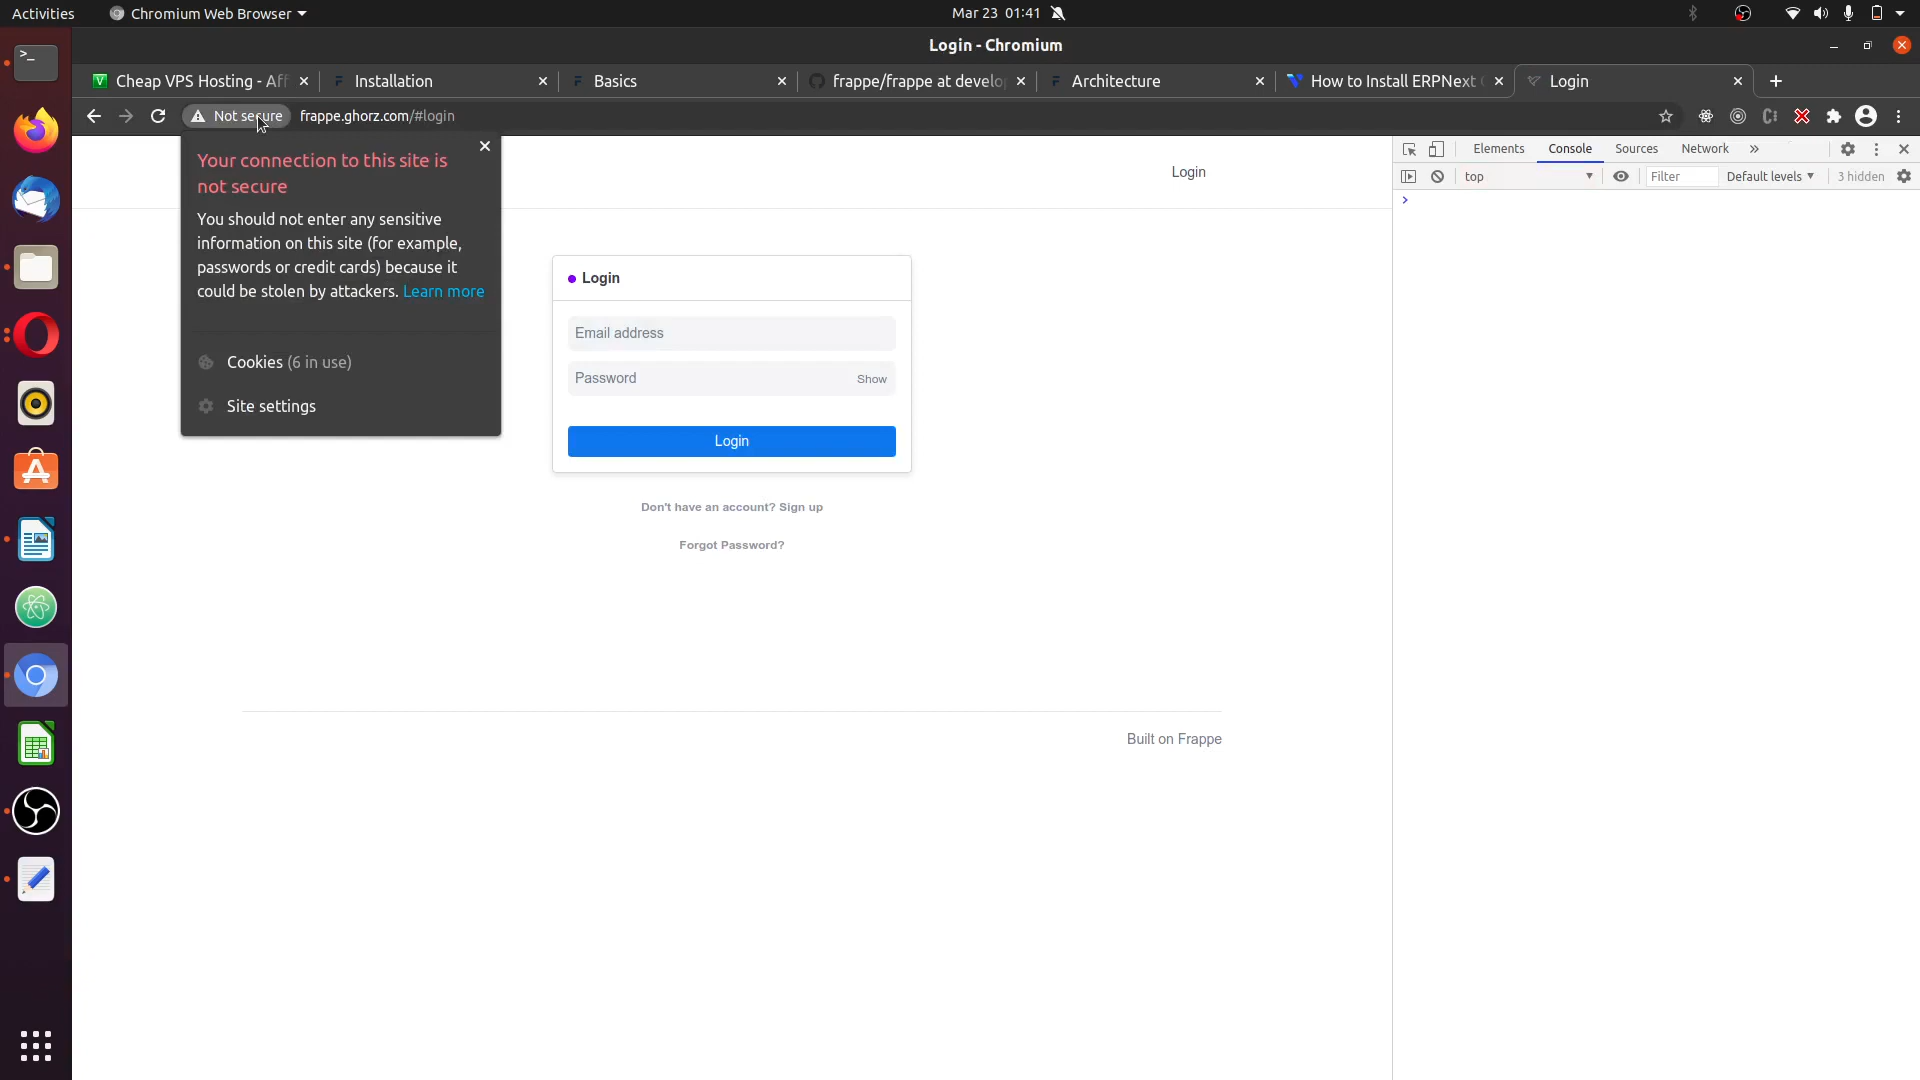 Activities
Chromium Web Browser
Mar 23 01:41
Login - Chromium
Cheap VPS Hosting - Aff
Installation
Basics
frappe/frappe at develo
Architecture
How to Install ERPNext
Login
Not secure
frappe.ghorz.com/#login
Your connection to this site is
not secure
You should not enter any sensitive
information on this site (for example,
passwords or credit cards) because it
could be stolen by attackers. Learn more
Cookies (6 in use)
Site settings
Login
Login
Email address
Password
Show
Login
Don't have an account? Sign up
Forgot Password?
Built on Frappe
Elements
Console
Sources
Network
top
Filter
Default levels
3 hidden